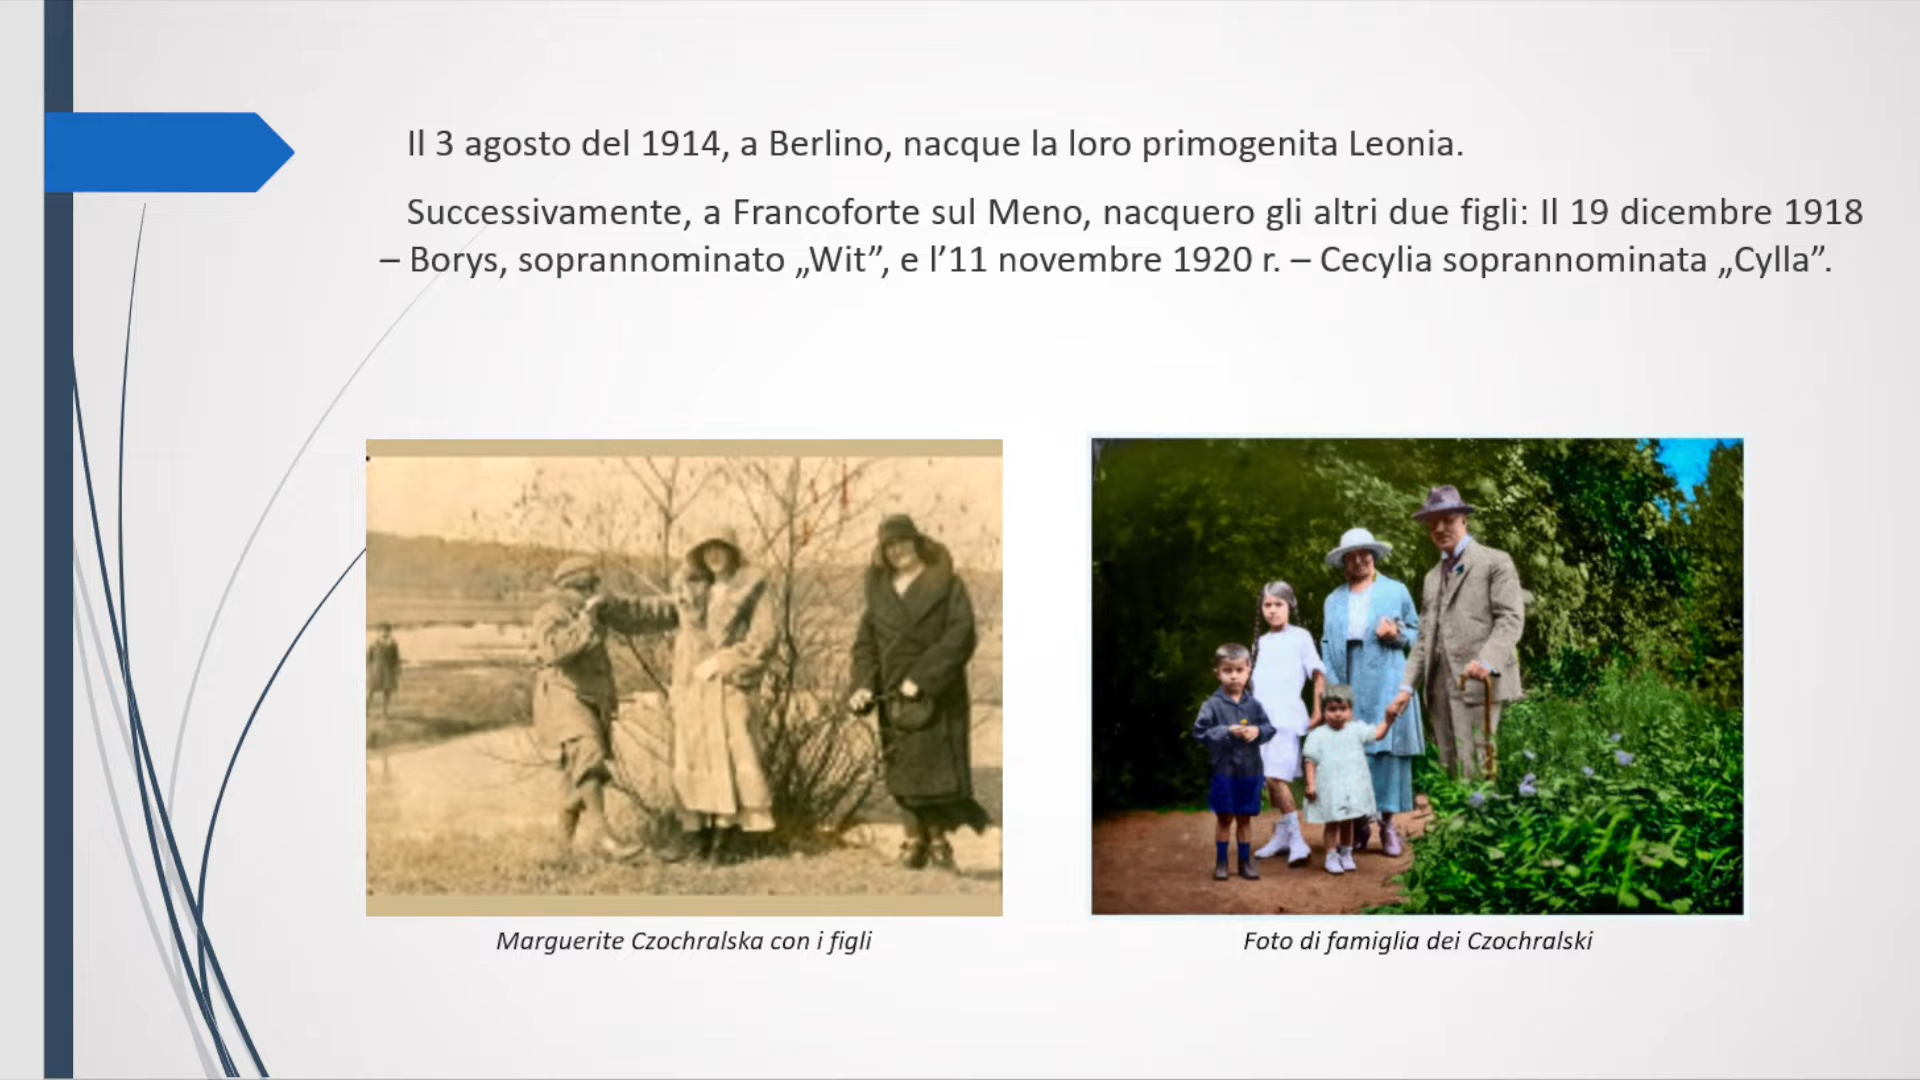 Il 3 agosto del 1914, a Berlino, nacque la loro primogenita Leonia.
Successivamente, a Francoforte sul Meno, nacquero gli altri due figli: Il 19 dicembre 1918
– Borys, soprannominato „Wit”, e l’11 novembre 1920 r. – Cecylia soprannominata „Cylla”.
Marguerite Czochralska con i figli
Foto di famiglia dei Czochralski